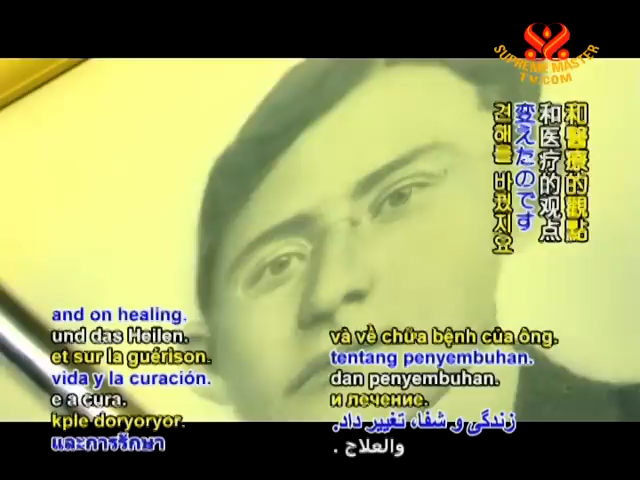 SUPREME MASTER
TV.COM
和醫療的觀點
和医疗的观点
変えたのです
견해를 바꿨지요
and on healing.
und das Heilen.
et sur la guérison.
vida y la curación.
e a cura.
kple doryoryor.
และการรักษา
và về chữa bệnh của ông.
tentang penyembuhan.
dan penyembuhan.
и лечение.
زندگی و شفا، تغییر داد.
والعلاج .